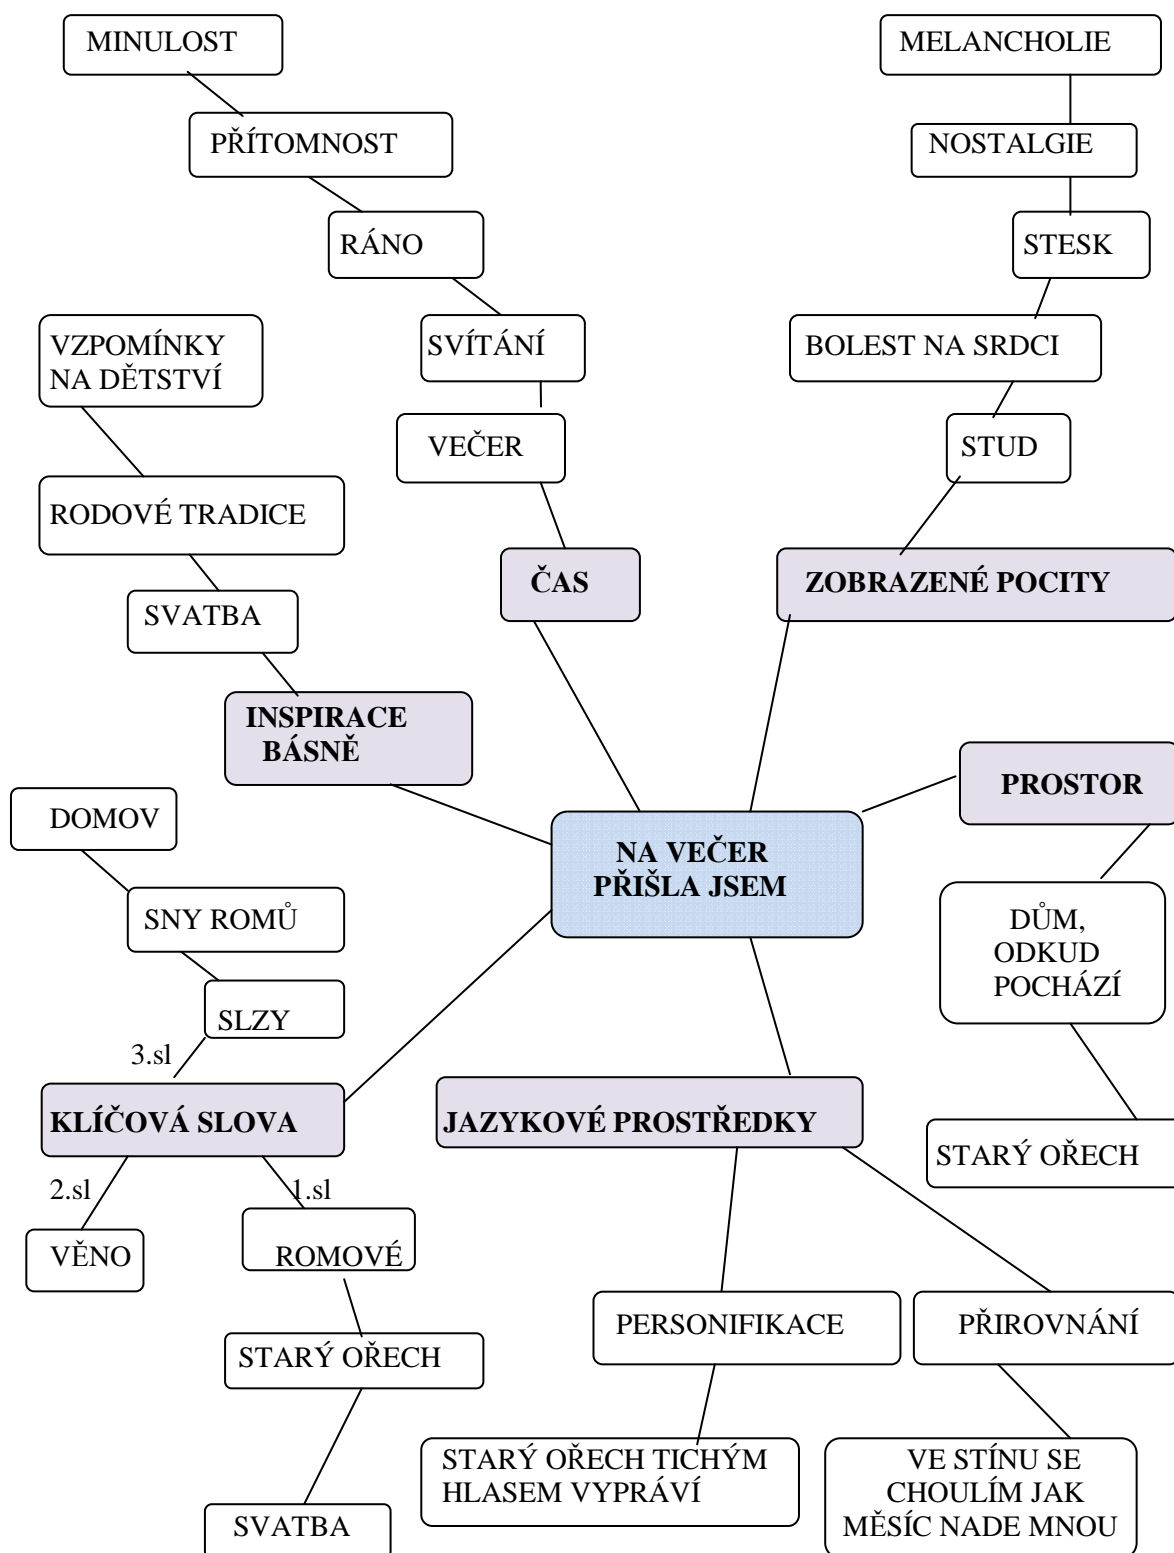 MINULOST
MELANCHOLIE
PŘÍTOMNOST
NOSTALGIE
RÁNO
STESK
VZPOMÍNKY
NA DĚTSTVÍ
SVÍTÁNÍ
BOLEST NA SRDCI
VEČER
STUD
RODOVÉ TRADICE
ČAS
ZOBRAZENÉ POCITY
SVATBA
INSPIRACE
BÁSNĚ
PROSTOR
DOMOV
NA VEČER
PŘIŠLA JSEM
SNY ROMŮ
DŮM,
ODKUD
POCHÁZÍ
SLZY
3.sl
KLÍČOVÁ SLOVA
JAZYKOVÉ PROSTŘEDKY
STARÝ OŘECH
2.sl
1.sl
VĚNO
ROMOVÉ
PERSONIFIKACE
PŘIROVNÁNÍ
STARÝ OŘECH
STARÝ OŘECH TICHÝM
HLASEM VYPRÁVÍ
VE STÍNU SE
CHOULÍM JAK
MĚSÍC NADE MNOU
SVATBA